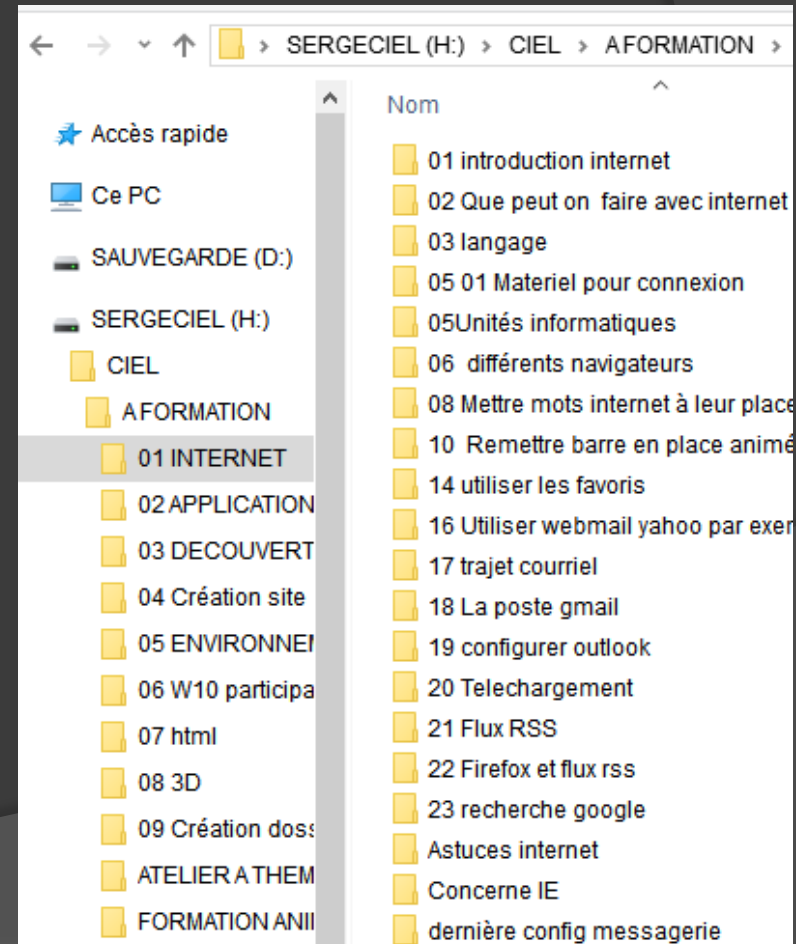 SERGECIEL (H:) > CIEL > AFORMATION >
Accès rapide
Ce PC
SAUVEGARDE (D:)
SERGECIEL (H:)
CIEL
AFORMATION
01 INTERNET
02 APPLICATION
03 DECOUVERT
04 Création site
05 ENVIRONNE
06 W10 participa
07 html
08 3D
09 Création dos
ATELIER A THEM
FORMATION ANI
Nom
01 introduction internet
02 Que peut on  faire avec internet
03 langage
05 01 Materiel pour connexion
05Unités informatiques
06  différents navigateurs
08 Mettre mots internet à leur place
10  Remettre barre en place animé
14 utiliser les favoris
16 Utiliser webmail yahoo par exe
17 trajet courriel
18 La poste gmail
19 configurer outlook
20 Telechargement
21 Flux RSS
22 Firefox et flux rss
23 recherche google
Astuces internet
Concerne IE
dernière config messagerie